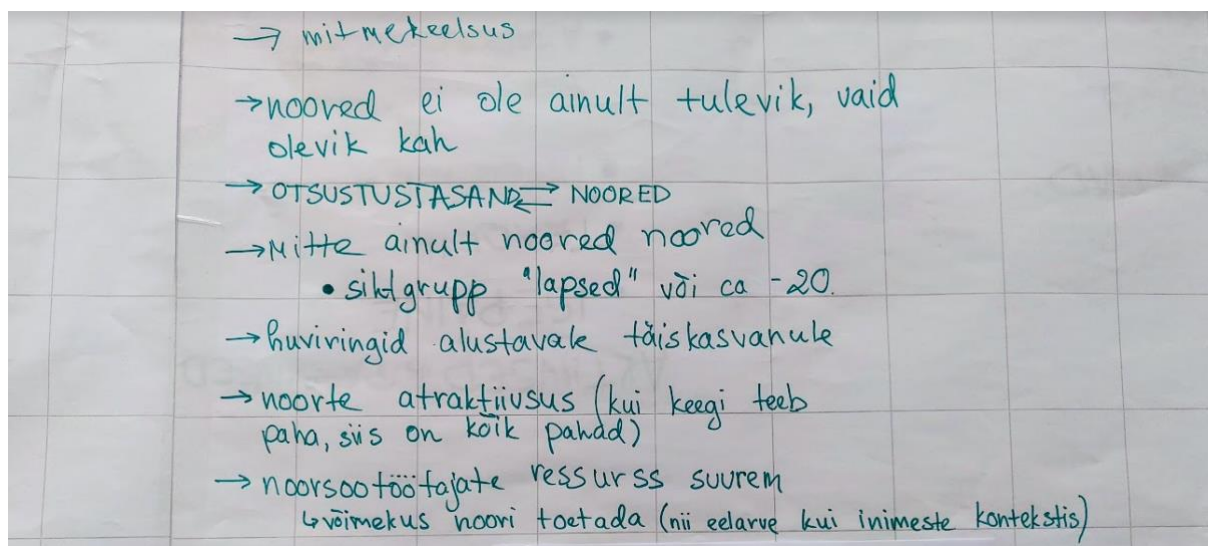 → mitmekeelsus
→ noored ei ole ainult tulevik, vaid
olevik kah
→ OTSUSTUSTASAND ⇄ NOORED
→ Mitte ainult noored noored
• sihtgrupp "lapsed" või ca -20.
→ huviringid alustavale täiskasvanule
→ noorte atraktiivsus (kui keegi teeb
paha, siis on kõik pahad)
→ noorsootöötajate ressurss suurem
↳ võimekus noori toetada (nii eelarve kui inimeste kontekstis)